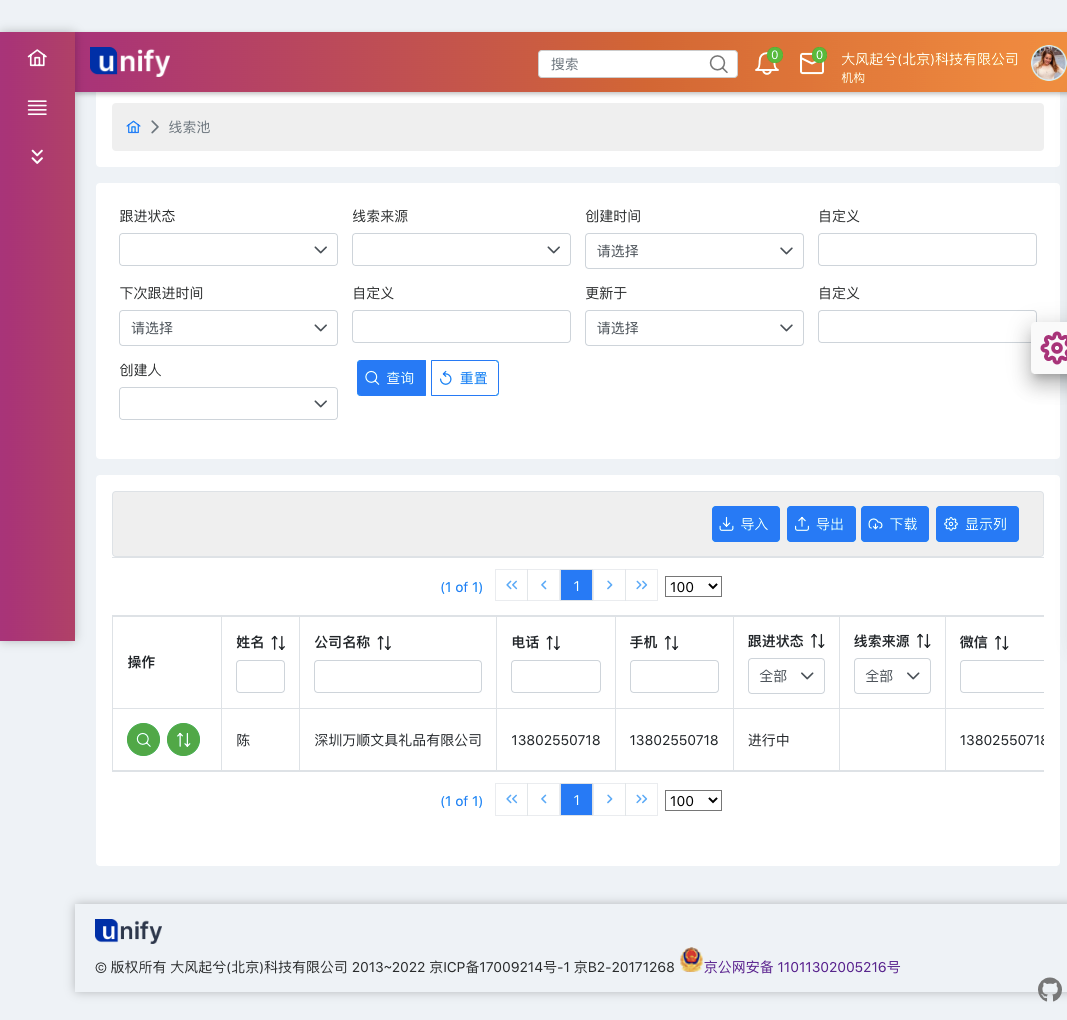 unify
搜索
0
0
大风起兮(北京)科技有限公司
机构
线索池
跟进状态 线索来源 创建时间 自定义
请选择
下次跟进时间 自定义 更新于 自定义
请选择 请选择
创建人
查询 重置
导入 导出 下载 显示列
(1 of 1) 1 100
操作 姓名 公司名称 电话 手机 跟进状态 线索来源 微信
全部 全部
陈 深圳万顺文具礼品有限公司 13802550718 13802550718 进行中 13802550718
(1 of 1) 1 100
unify
© 版权所有 大风起兮(北京)科技有限公司 2013~2022 京ICP备17009214号-1 京B2-20171268 京公网安备 11011302005216号